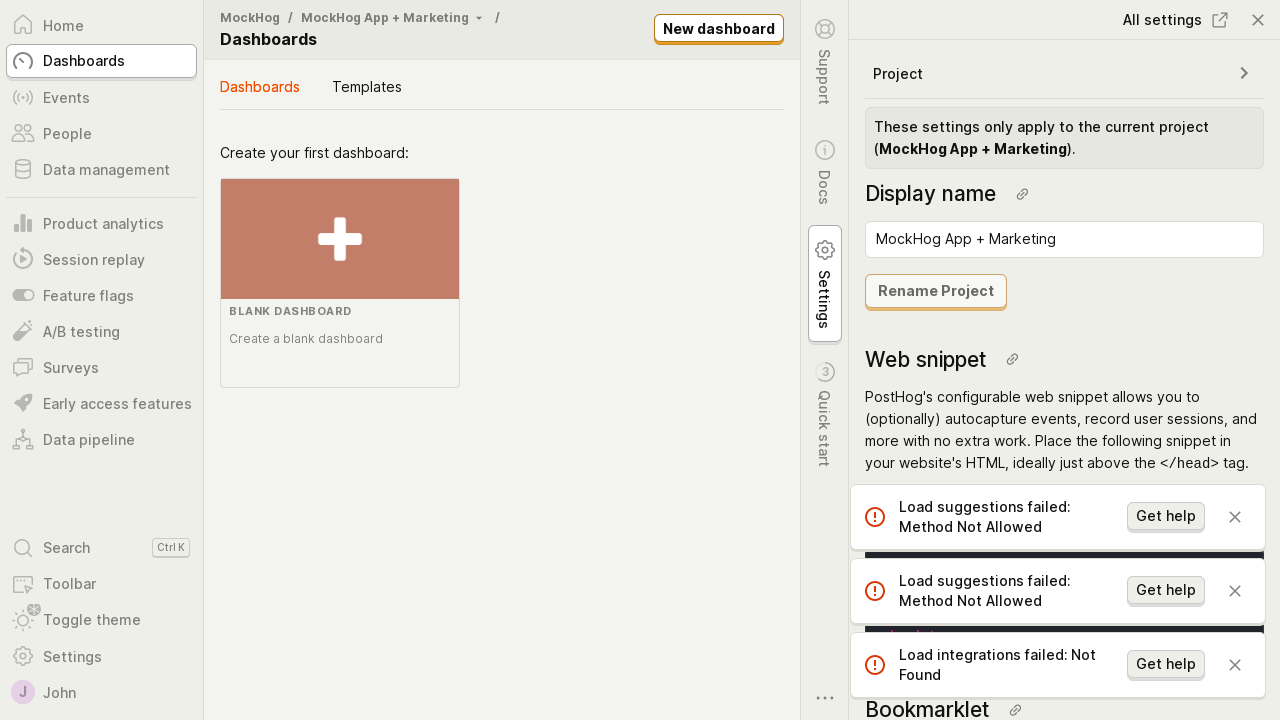 Home
Dashboards
Events
People
Data management
Product analytics
Session replay
Feature flags
A/B testing
Surveys
Early access features
Data pipeline
Search
Ctrl K
Toolbar
Toggle theme
Settings
J
John
MockHog / MockHog App + Marketing /
Dashboards
New dashboard
Dashboards
Templates
Create your first dashboard:
BLANK DASHBOARD
Create a blank dashboard
Support
Docs
Settings
3
Quick start
All settings
Project
These settings only apply to the current project
(MockHog App + Marketing).
Display name
MockHog App + Marketing
Rename Project
Web snippet
PostHog's configurable web snippet allows you to
(optionally) autocapture events, record user sessions, and
more with no extra work. Place the following snippet in
your website's HTML, ideally just above the </head> tag.
Load suggestions failed:
Method Not Allowed
Get help
Load suggestions failed:
Method Not Allowed
Get help
Load integrations failed: Not
Found
Get help
Bookmarklet